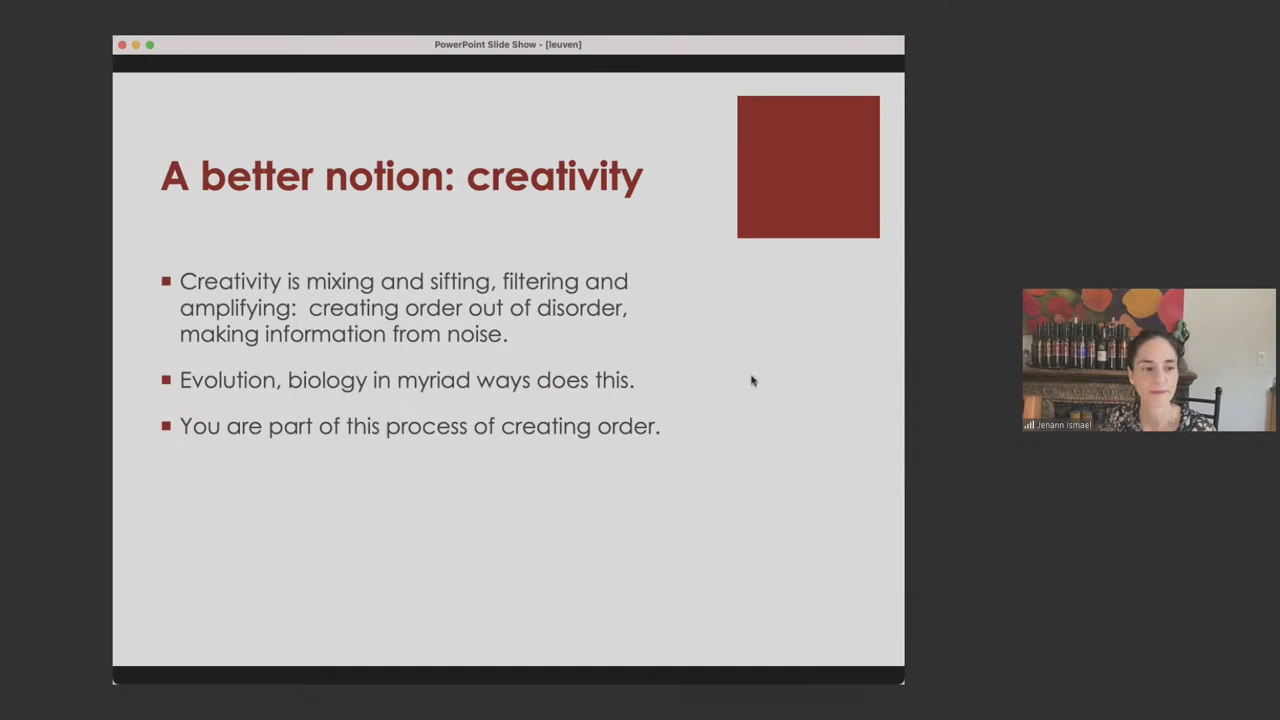 PowerPoint Slide Show - [leuven]
A better notion: creativity
Creativity is mixing and sifting, filtering and
amplifying:  creating order out of disorder,
making information from noise.
Evolution, biology in myriad ways does this.
You are part of this process of creating order.
Jenann Ismael